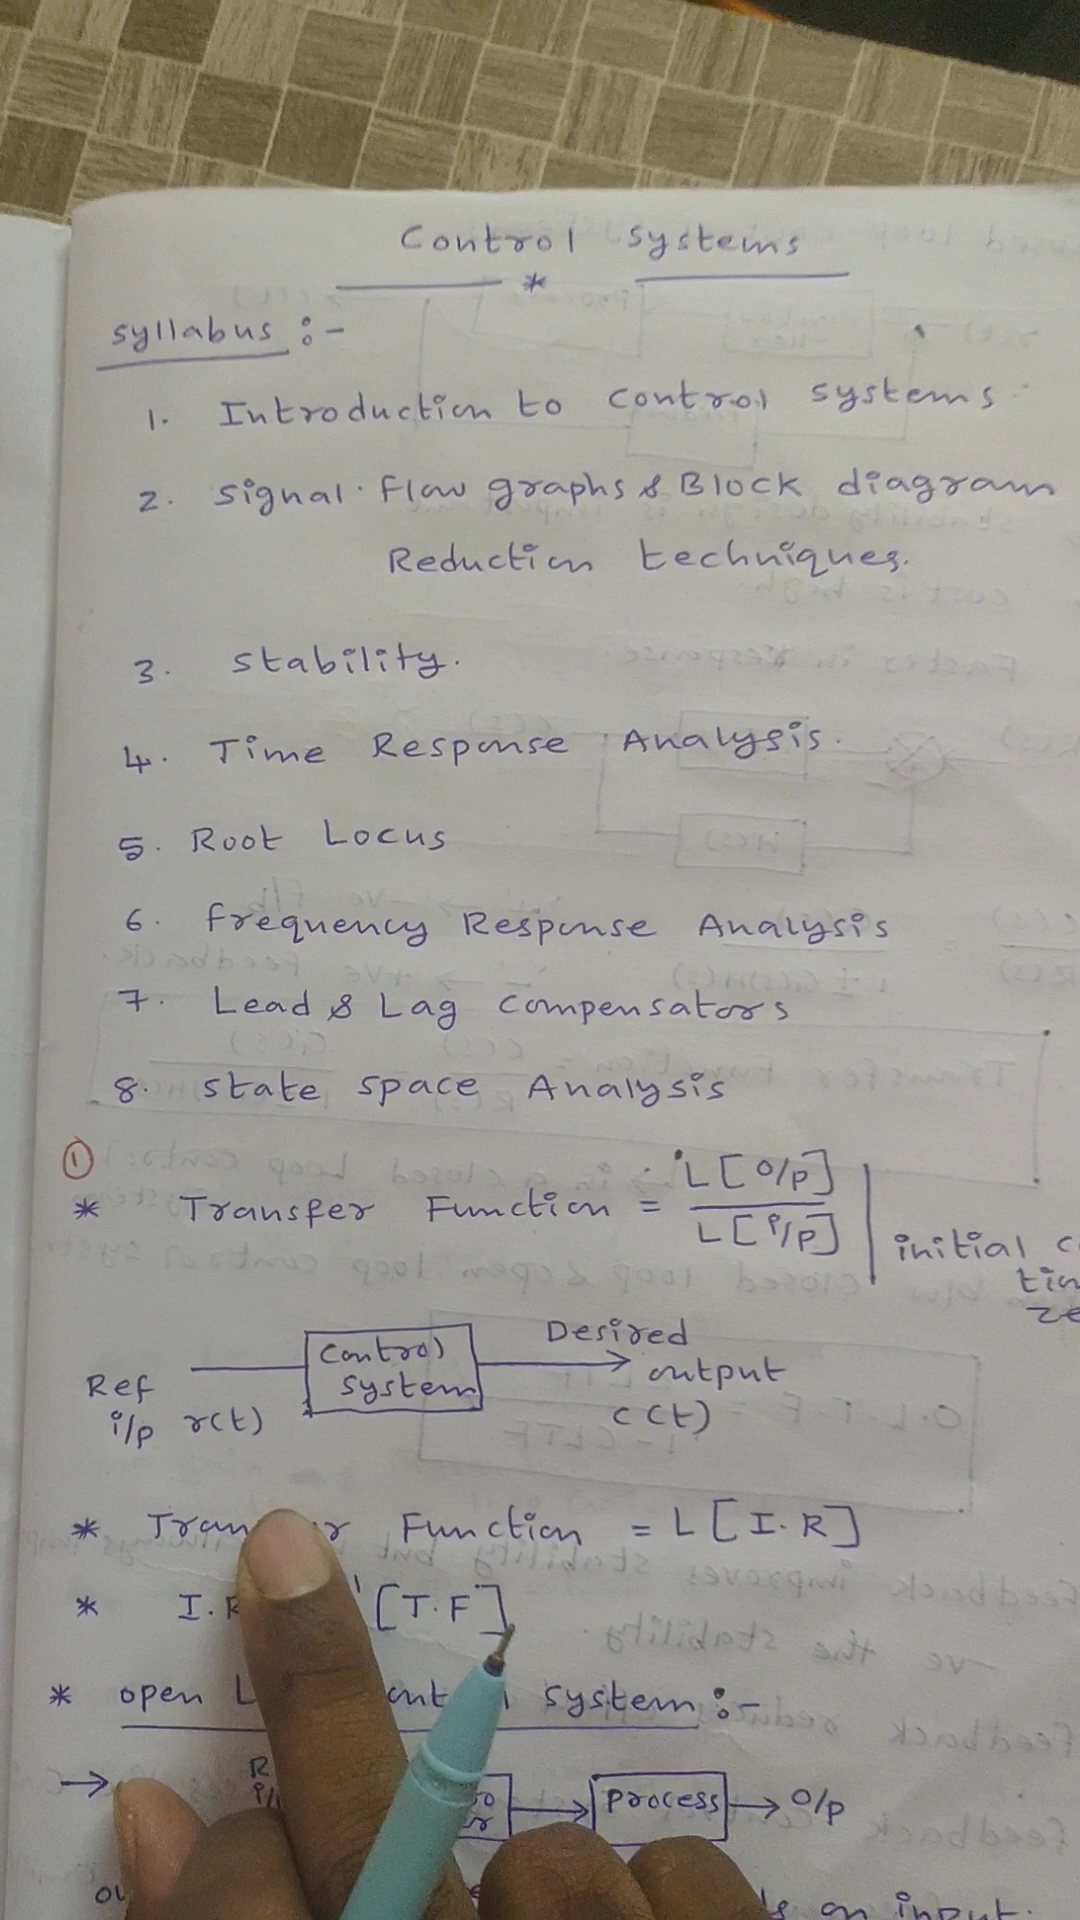 Control Systems
*
Syllabus :-
1. Introduction to control systems
2. Signal Flow graphs & Block diagram
Reduction techniques.
3. Stability.
4. Time Response Analysis.
5. Root Locus
6. Frequency Response Analysis
7. Lead & Lag compensators
8. State space Analysis
①
* Transfer Function = L[o/p] / L[i/p] | initial
Ref i/p r(t)
Control system
Desired output c(t)
* Function = L[I.R]
* [T.F]
* open system :-
→ process → o/p
on input.